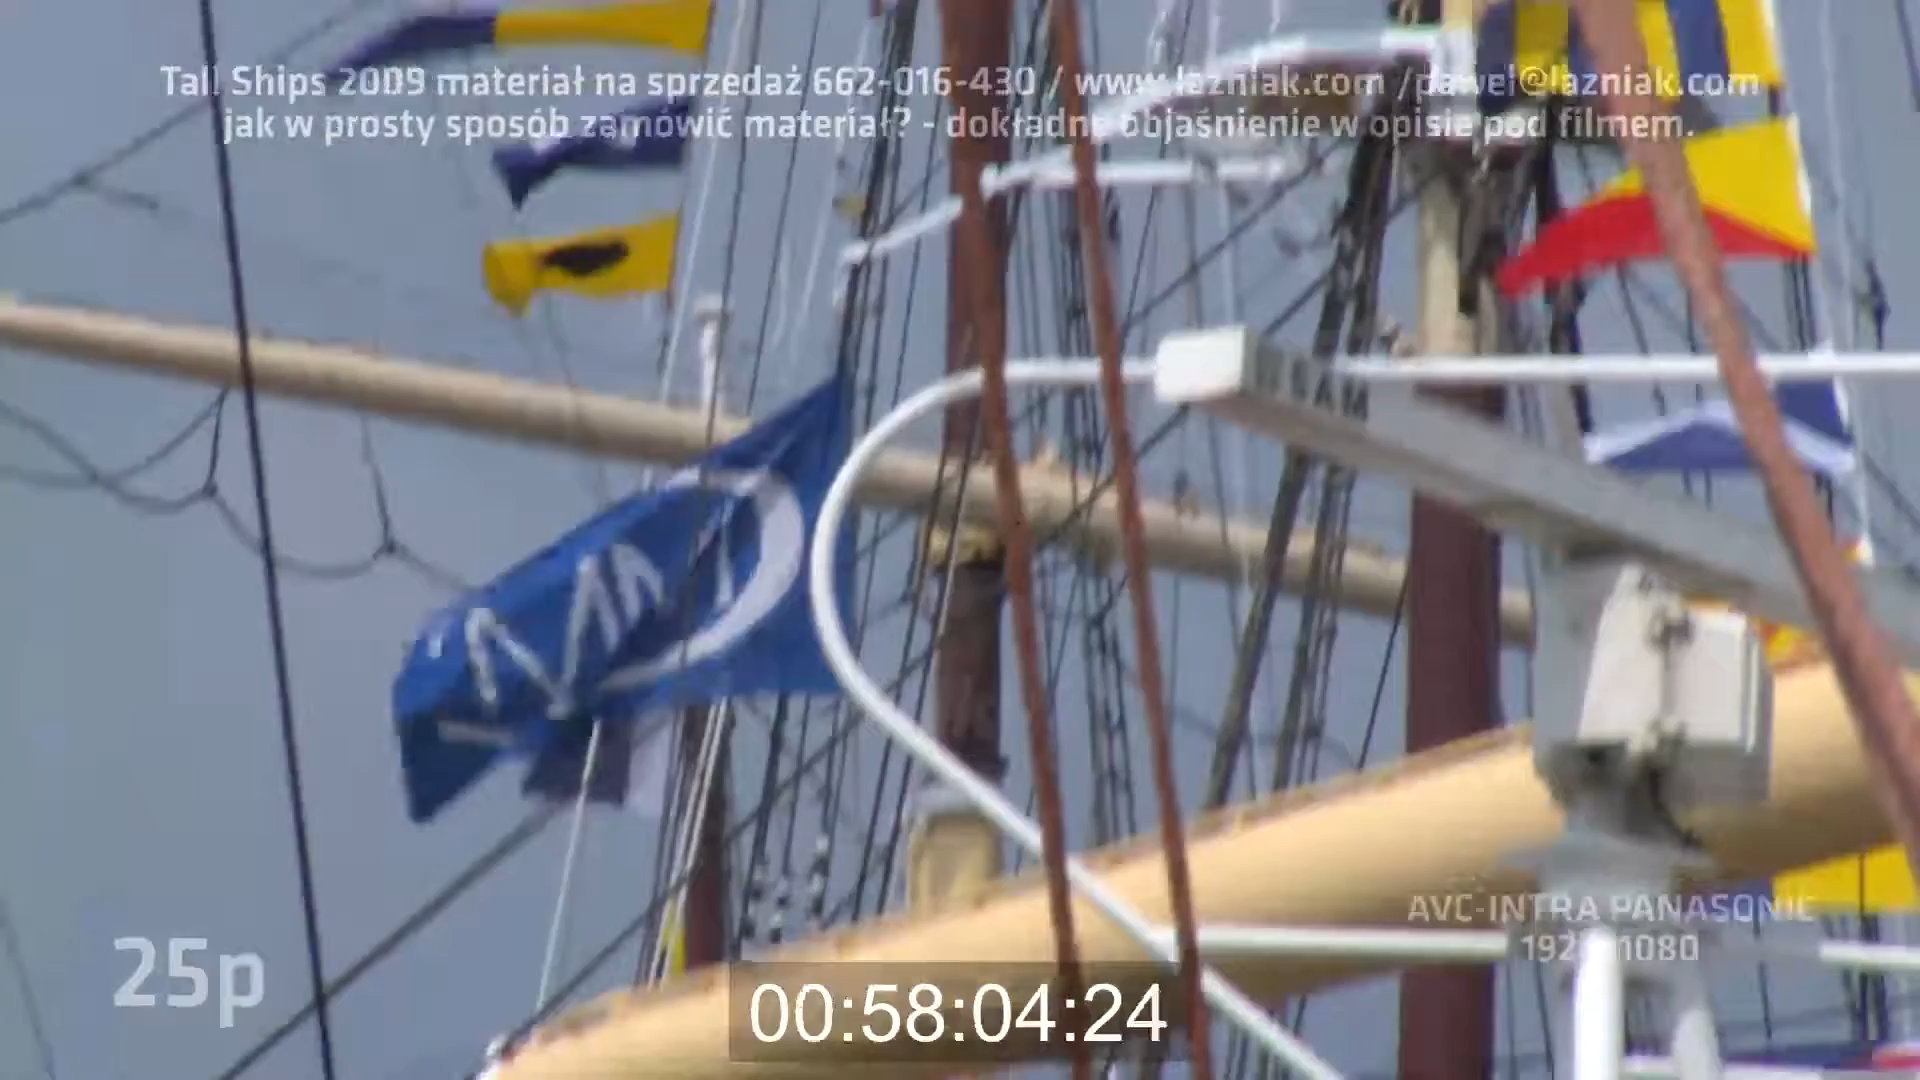 Tall Ships 2009 materiał na sprzedaż 662-016-430 / www.lazniak.com /pawel@lazniak.com
jak w prosty sposób zamówić materiał? - dokładne objaśnienie w opisie pod filmem.
AVC-INTRA PANASONIC
25p
00:58:04:24